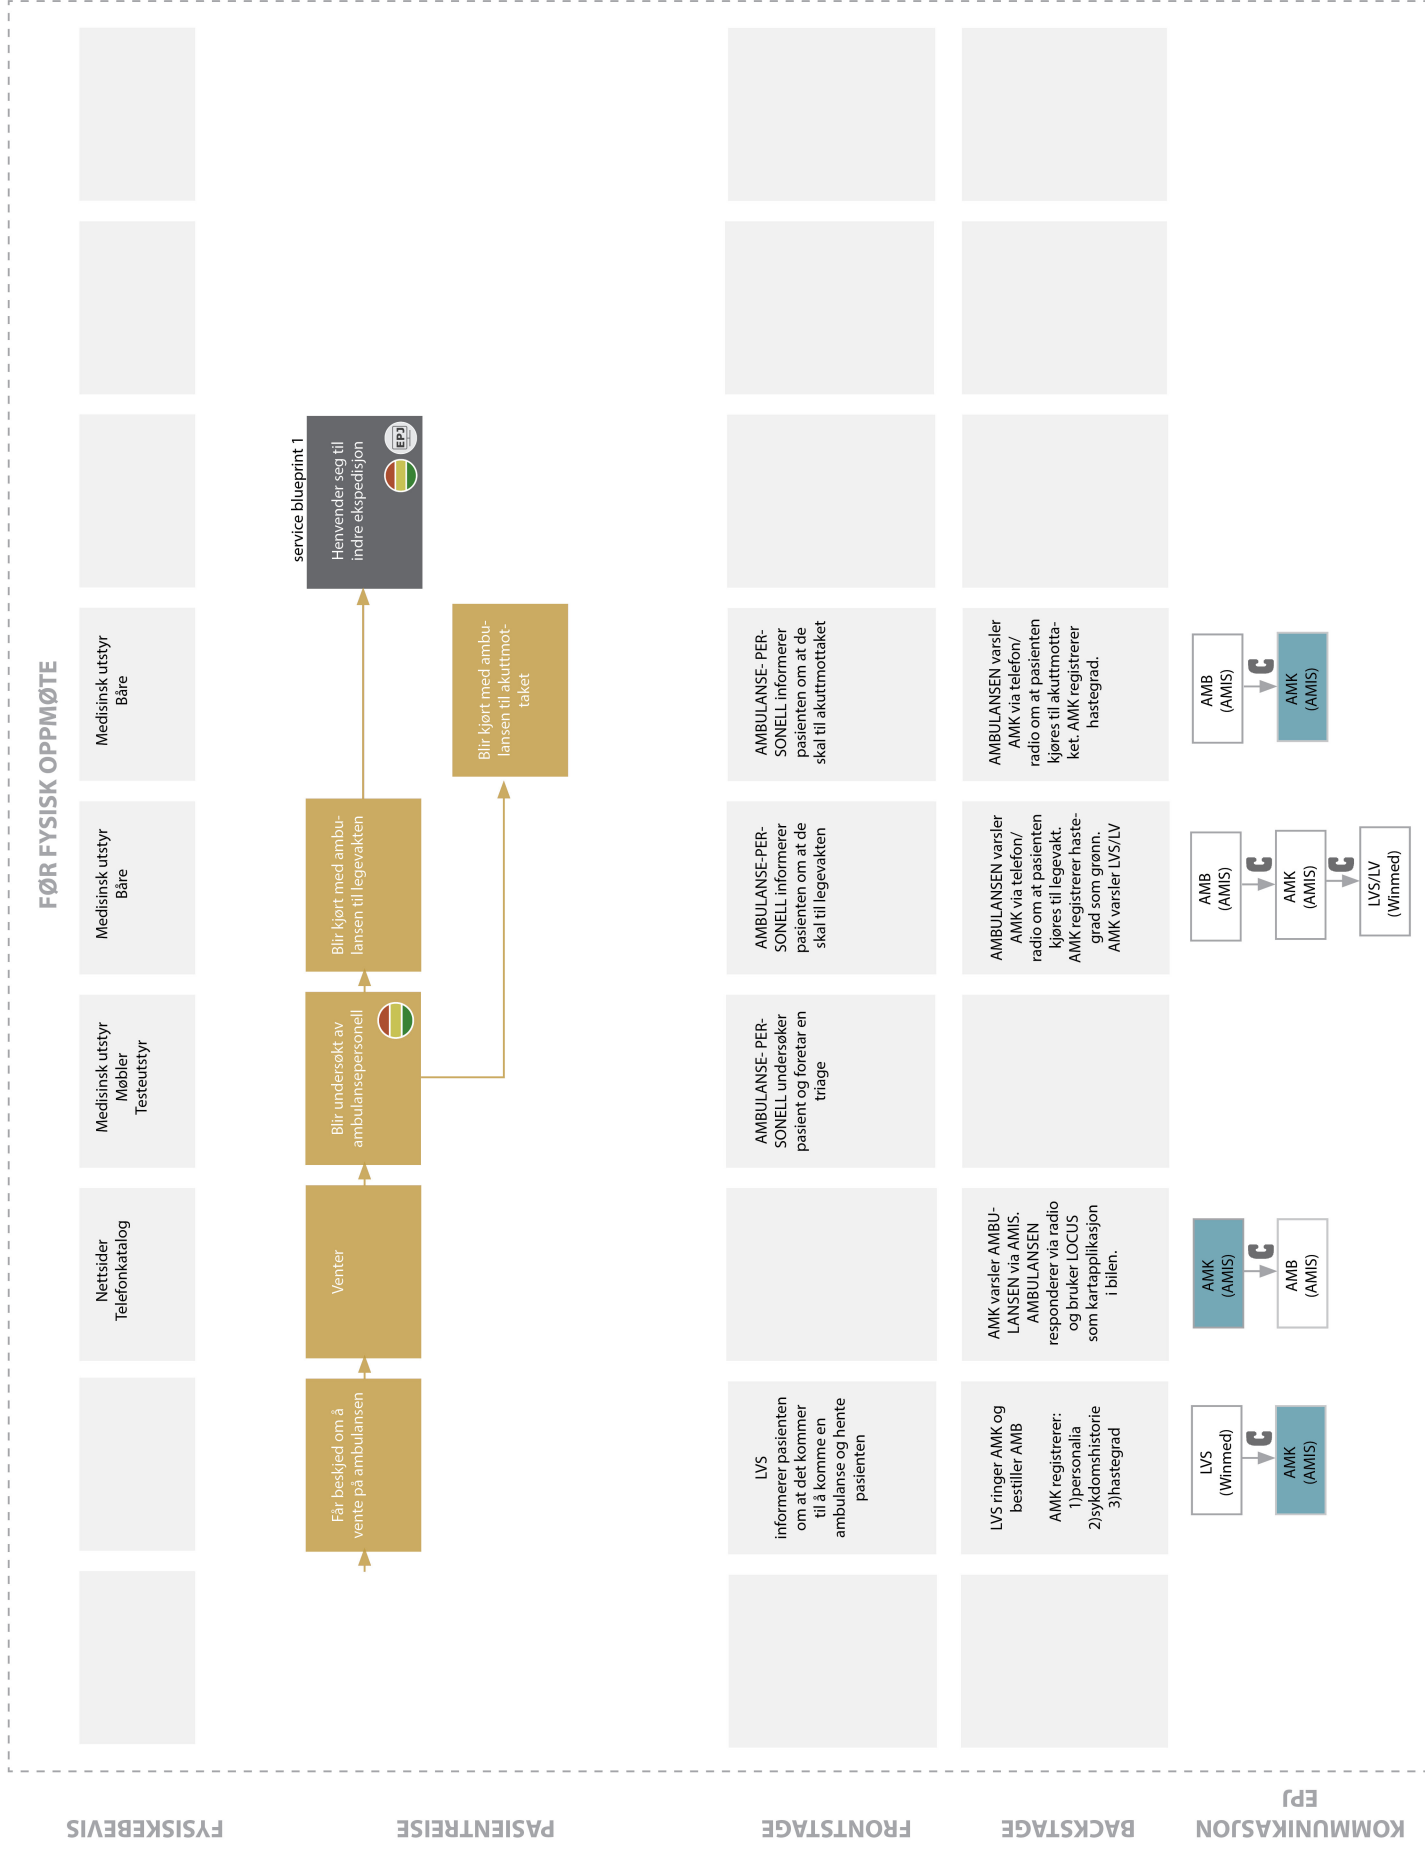 FØR FYSISK OPPMØTE
FYSISKEBEVIS
Nettsider
Telefonkatalog
Medisinsk utstyr
Møbler
Testeutstyr
Medisinsk utstyr
Båre
Medisinsk utstyr
Båre
PASIENTREISE
Får beskjed om å
vente på ambulansen
Venter
Blir undersøkt av
ambulansepersonell
Blir kjørt med ambu-
lansen til legevakten
service blueprint 1
Henvender seg til
indre ekspedisjon
EPJ
Blir kjørt med ambu-
lansen til akuttmot-
taket
FRONTSTAGE
LVS
informerer pasienten
om at det kommer
til å komme en
ambulanse og hente
pasienten
AMBULANSE- PER-
SONELL undersøker
pasient og foretar en
triage
AMBULANSE-PER-
SONELL informerer
pasienten om at de
skal til legevakten
AMBULANSE- PER-
SONELL informerer
pasienten om at de
skal til akuttmottaket
BACKSTAGE
LVS ringer AMK og
bestiller AMB
AMK registrerer:
1)personalia
2)sykdomshistorie
3)hastegrad
AMK varsler AMBU-
LANSEN via AMIS.
AMBULANSEN
responderer via radio
og bruker LOCUS
som kartapplikasjon
i bilen.
AMBULANSEN varsler
AMK via telefon/
radio om at pasienten
kjøres til legevakt.
AMK registrerer haste-
grad som grønn.
AMK varsler LVS/LV
AMBULANSEN varsler
AMK via telefon/
radio om at pasienten
kjøres til akuttmotta-
ket. AMK registrerer
hastegrad.
KOMMUNIKASJON
EPJ
LVS
(Winmed)
AMK
(AMIS)
AMK
(AMIS)
AMB
(AMIS)
AMB
(AMIS)
AMK
(AMIS)
LVS/LV
(Winmed)
AMB
(AMIS)
AMK
(AMIS)